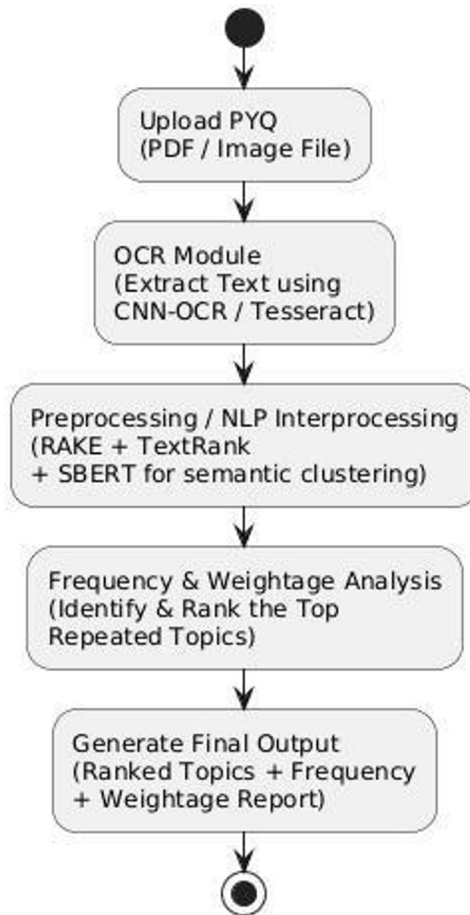 Upload PYQ
(PDF / Image File)
OCR Module
(Extract Text using
CNN-OCR / Tesseract)
Preprocessing / NLP Interprocessing
(RAKE + TextRank
+ SBERT for semantic clustering)
Frequency & Weightage Analysis
(Identify & Rank the Top
Repeated Topics)
Generate Final Output
(Ranked Topics + Frequency
+ Weightage Report)